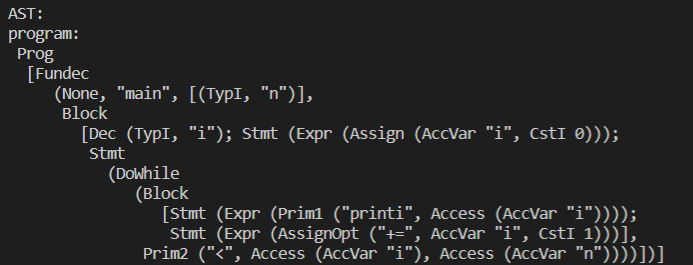 AST:
program:
 Prog
  [Fundec
     (None, "main", [(TypI, "n")],
      Block
        [Dec (TypI, "i"); Stmt (Expr (Assign (AccVar "i", CstI 0)));
         Stmt
           (DoWhile
              (Block
                 [Stmt (Expr (Prim1 ("printi", Access (AccVar "i"))));
                  Stmt (Expr (AssignOpt ("+=", AccVar "i", CstI 1)))],
               Prim2 ("<", Access (AccVar "i"), Access (AccVar "n"))))])]